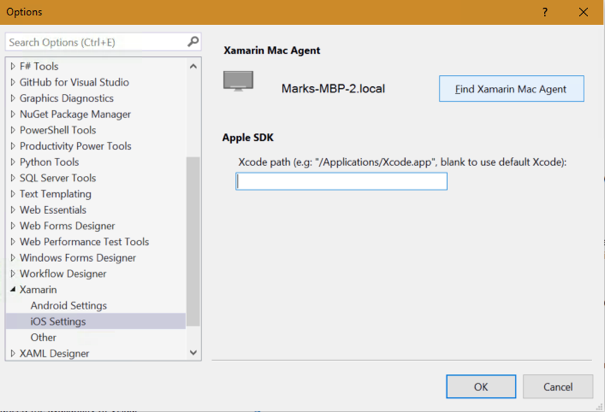 Options
?
Search Options (Ctrl+E)
F# Tools
GitHub for Visual Studio
Graphics Diagnostics
NuGet Package Manager
PowerShell Tools
Productivity Power Tools
Python Tools
SQL Server Tools
Text Templating
Web Essentials
Web Forms Designer
Web Performance Test Tools
Windows Forms Designer
Workflow Designer
Xamarin
Android Settings
iOS Settings
Other
XAML Designer
Xamarin Mac Agent
Marks-MBP-2.local
Find Xamarin Mac Agent
Apple SDK
Xcode path (e.g: "/Applications/Xcode.app", blank to use default Xcode):
OK
Cancel